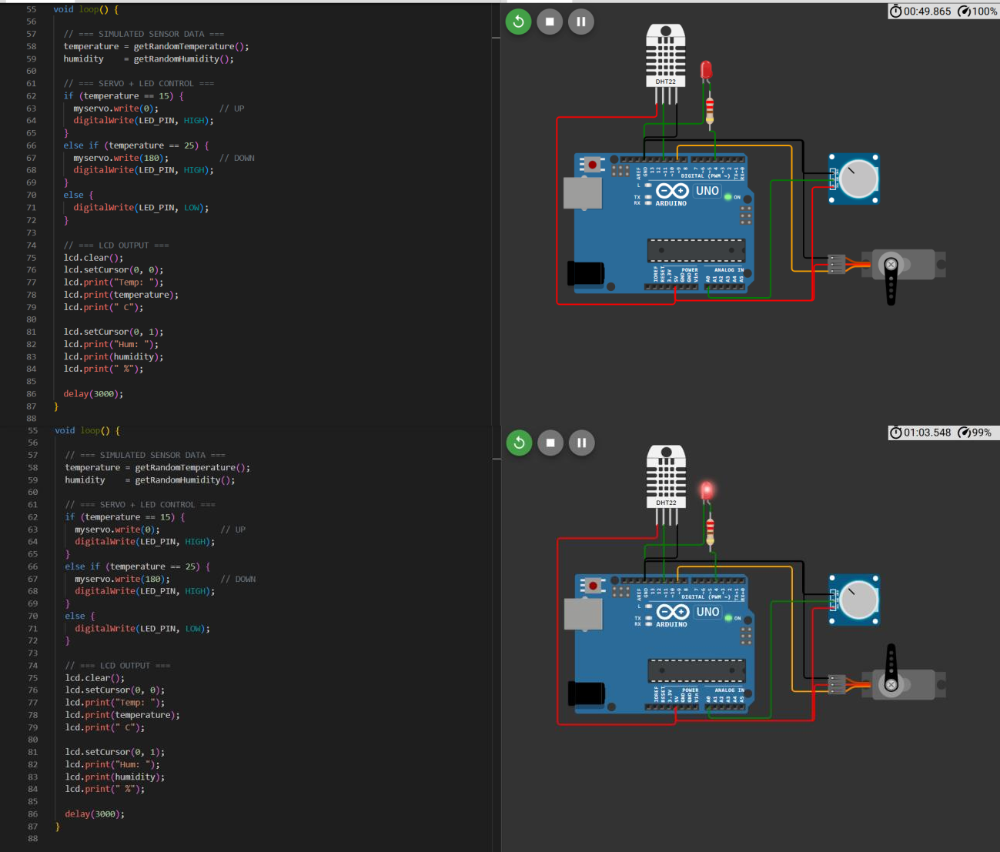 55 void loop() {
56
57 // === SIMULATED SENSOR DATA ===
58 temperature = getRandomTemperature();
59 humidity    = getRandomHumidity();
60
61 // === SERVO + LED CONTROL ===
62 if (temperature == 15) {
63 myservo.write(0);            // UP
64 digitalWrite(LED_PIN, HIGH);
65 }
66 else if (temperature == 25) {
67 myservo.write(180);          // DOWN
68 digitalWrite(LED_PIN, HIGH);
69 }
70 else {
71 digitalWrite(LED_PIN, LOW);
72 }
73
74 // === LCD OUTPUT ===
75 lcd.clear();
76 lcd.setCursor(0, 0);
77 lcd.print("Temp: ");
78 lcd.print(temperature);
79 lcd.print(" C");
80
81 lcd.setCursor(0, 1);
82 lcd.print("Hum: ");
83 lcd.print(humidity);
84 lcd.print(" %");
85
86 delay(3000);
87 }
88
00:49.865 100%
DHT22
AREF GND 13 12 ~11 ~10 ~9 8 7 ~6 ~5 4 ~3 2 TX→1 RX←0
DIGITAL (PWM ~)
L
TX
RX
UNO
ON
ARDUINO
IOREF RESET 3.3V 5V GND GND Vin
POWER
ANALOG IN
A0 A1 A2 A3 A4 A5
55 void loop() {
56
57 // === SIMULATED SENSOR DATA ===
58 temperature = getRandomTemperature();
59 humidity    = getRandomHumidity();
60
61 // === SERVO + LED CONTROL ===
62 if (temperature == 15) {
63 myservo.write(0);            // UP
64 digitalWrite(LED_PIN, HIGH);
65 }
66 else if (temperature == 25) {
67 myservo.write(180);          // DOWN
68 digitalWrite(LED_PIN, HIGH);
69 }
70 else {
71 digitalWrite(LED_PIN, LOW);
72 }
73
74 // === LCD OUTPUT ===
75 lcd.clear();
76 lcd.setCursor(0, 0);
77 lcd.print("Temp: ");
78 lcd.print(temperature);
79 lcd.print(" C");
80
81 lcd.setCursor(0, 1);
82 lcd.print("Hum: ");
83 lcd.print(humidity);
84 lcd.print(" %");
85
86 delay(3000);
87 }
88
01:03.548 99%
DHT22
AREF GND 13 12 ~11 ~10 ~9 8 7 ~6 ~5 4 ~3 2 TX→1 RX←0
DIGITAL (PWM ~)
L
TX
RX
UNO
ON
ARDUINO
IOREF RESET 3.3V 5V GND GND Vin
POWER
ANALOG IN
A0 A1 A2 A3 A4 A5